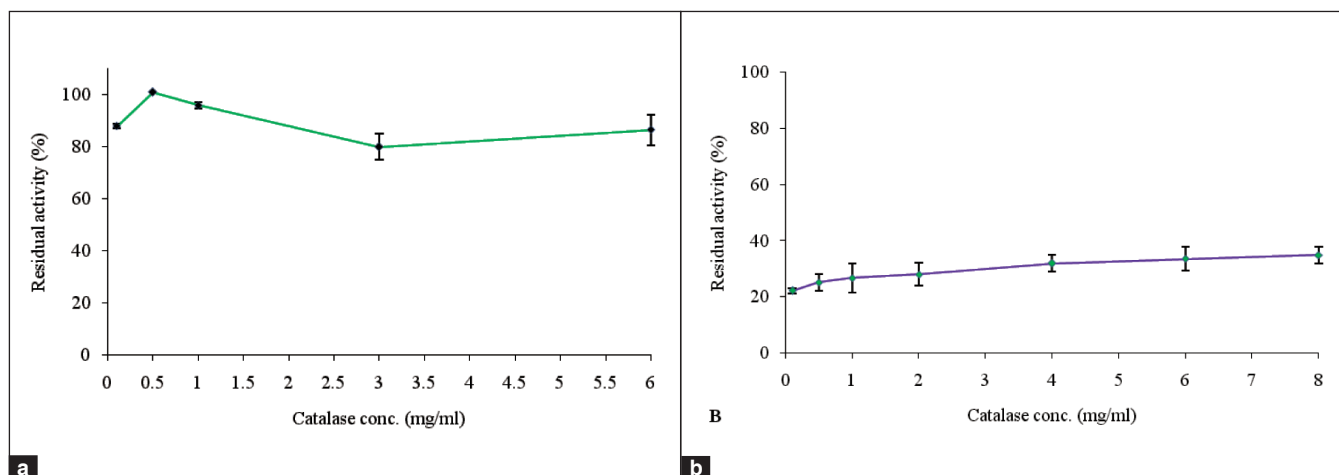 Residual activity (%)
100
80
60
40
20
0
0 0.5 1 1.5 2 2.5 3 3.5 4 4.5 5 5.5 6
Catalase conc. (mg/ml)
a
Residual activity (%)
100
80
60
40
20
0
0 1 2 3 4 5 6 7 8
B Catalase conc. (mg/ml)
b